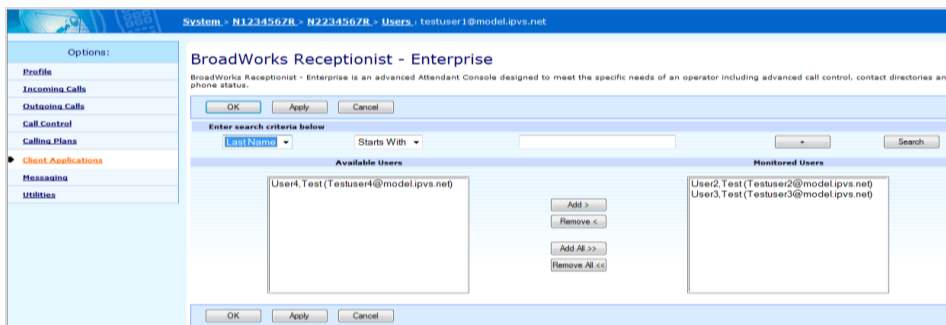 System > N1234567R > N2234567R > Users : testuser1@model.ipvs.net
Options:
Profile
Incoming Calls
Outgoing Calls
Call Control
Calling Plans
Client Applications
Messaging
Utilities
BroadWorks Receptionist - Enterprise
BroadWorks Receptionist - Enterprise is an advanced Attendant Console designed to meet the specific needs of an operator including advanced call control, contact directories an
phone status.
OK Apply Cancel
Enter search criteria below
Last Name Starts With + Search
Available Users Monitored Users
User4,Test (Testuser4@model.ipvs.net)
User2,Test (Testuser2@model.ipvs.net)
User3,Test (Testuser3@model.ipvs.net)
Add >
Remove <
Add All >>
Remove All <<
OK Apply Cancel